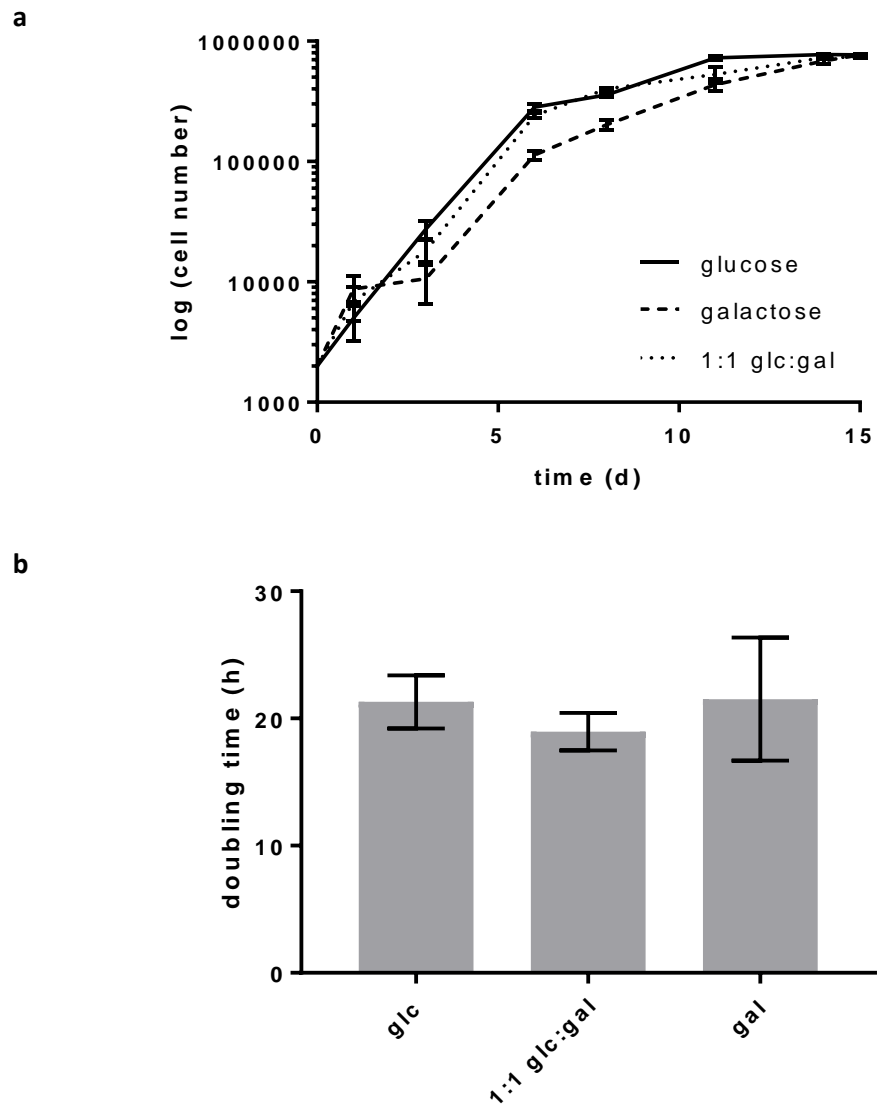 a
1000000
100000
10000
1000
log (cell number)
glucose
galactose
1:1 glc:gal
0
5
10
15
time (d)
b
30
20
10
0
doubling time (h)
glc
1:1 glc:gal
gal